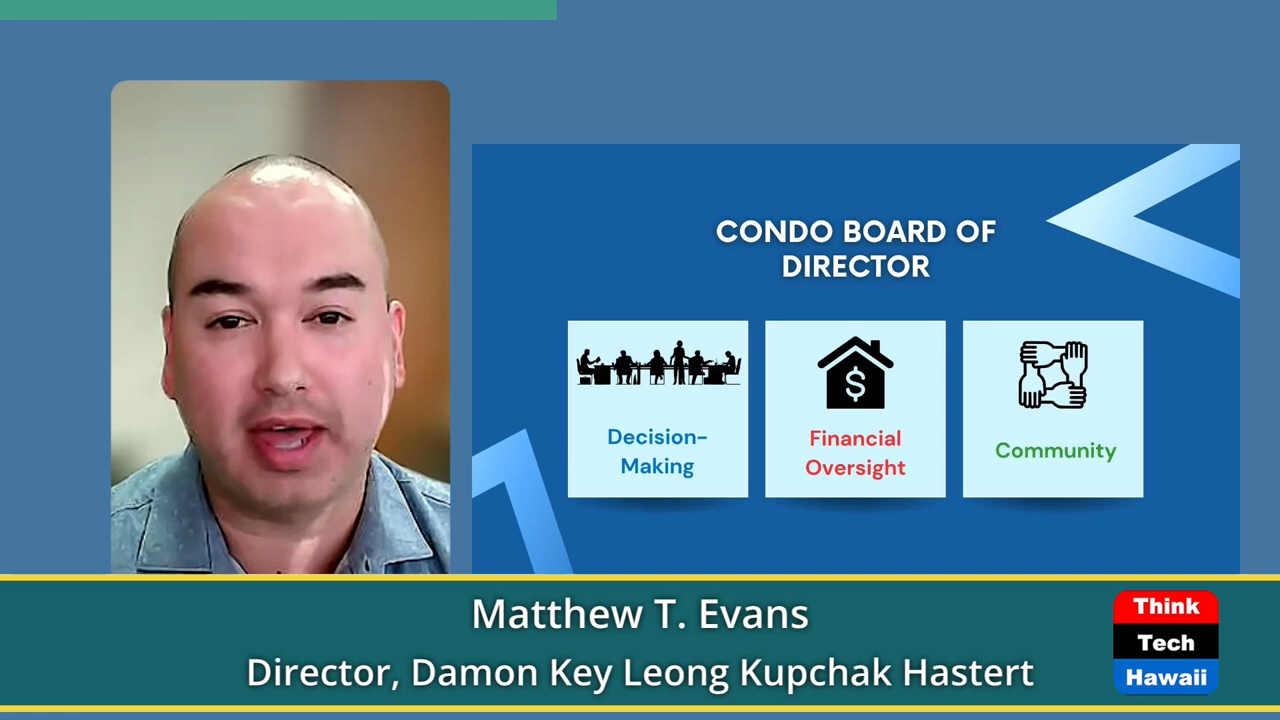 CONDO BOARD OF
DIRECTOR
Decision-
Making
Financial
Oversight
Community
$
Matthew T. Evans
Director, Damon Key Leong Kupchak Hastert
Think
Tech
Hawaii